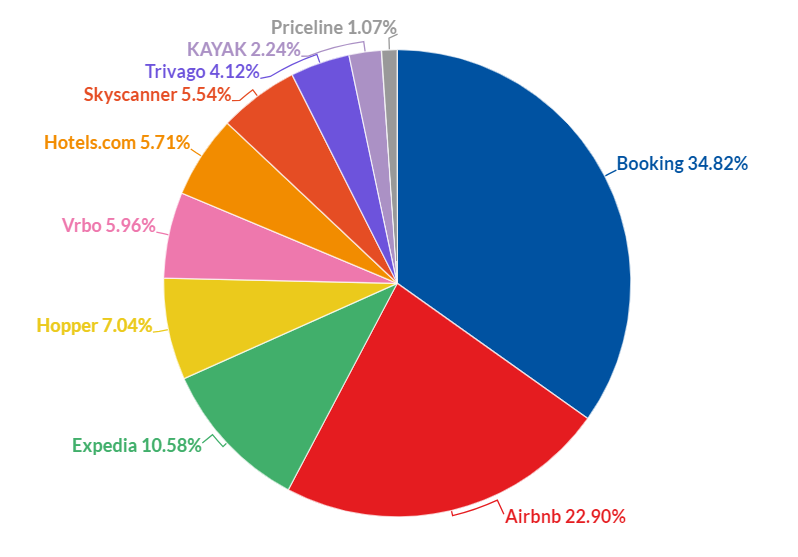 Priceline 1.07%
KAYAK 2.24%
Trivago 4.12%
Skyscanner 5.54%
Hotels.com 5.71%
Booking 34.82%
Vrbo 5.96%
Hopper 7.04%
Expedia 10.58%
Airbnb 22.90%